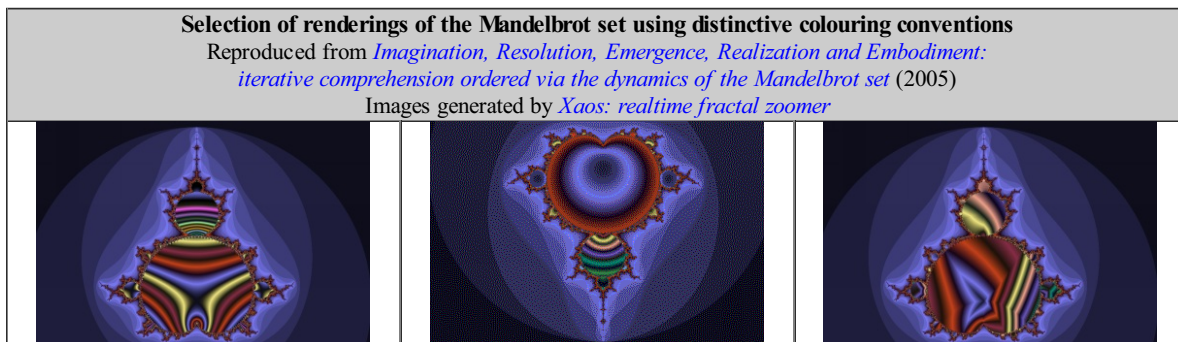 Selection of renderings of the Mandelbrot set using distinctive colouring conventions
Reproduced from Imagination, Resolution, Emergence, Realization and Embodiment:
iterative comprehension ordered via the dynamics of the Mandelbrot set (2005)
Images generated by Xaos: realtime fractal zoomer